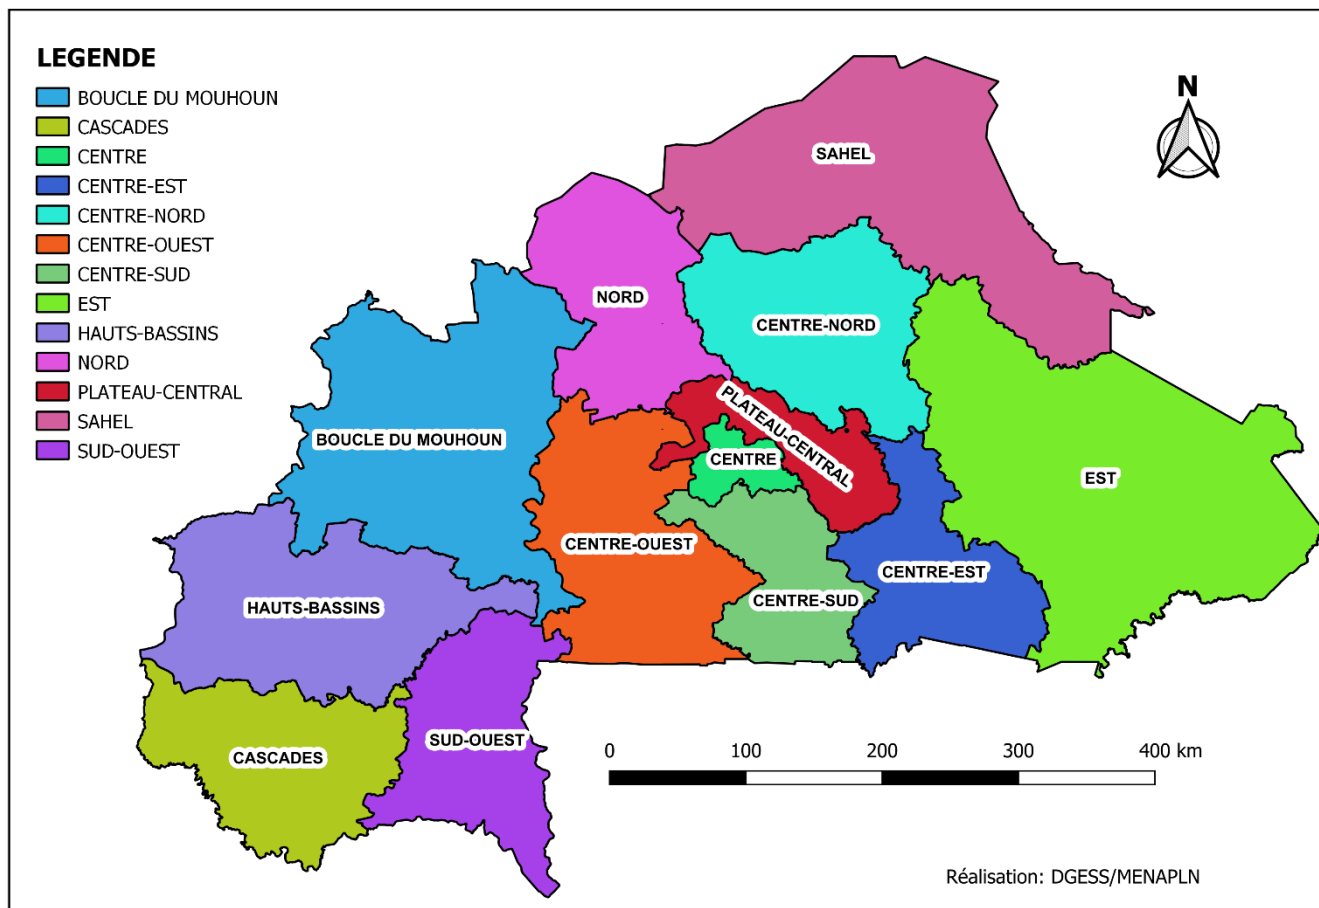 LEGENDE
BOUCLE DU MOUHOUN
CASCADES
CENTRE
CENTRE-EST
CENTRE-NORD
CENTRE-OUEST
CENTRE-SUD
EST
HAUTS-BASSINS
NORD
PLATEAU-CENTRAL
SAHEL
SUD-OUEST
N
SAHEL
NORD
CENTRE-NORD
PLATEAU-CENTRAL
BOUCLE DU MOUHOUN
CENTRE
EST
CENTRE-OUEST
CENTRE-EST
CENTRE-SUD
HAUTS-BASSINS
SUD-OUEST
CASCADES
0 100 200 300 400 km
Réalisation: DGESS/MENAPLN